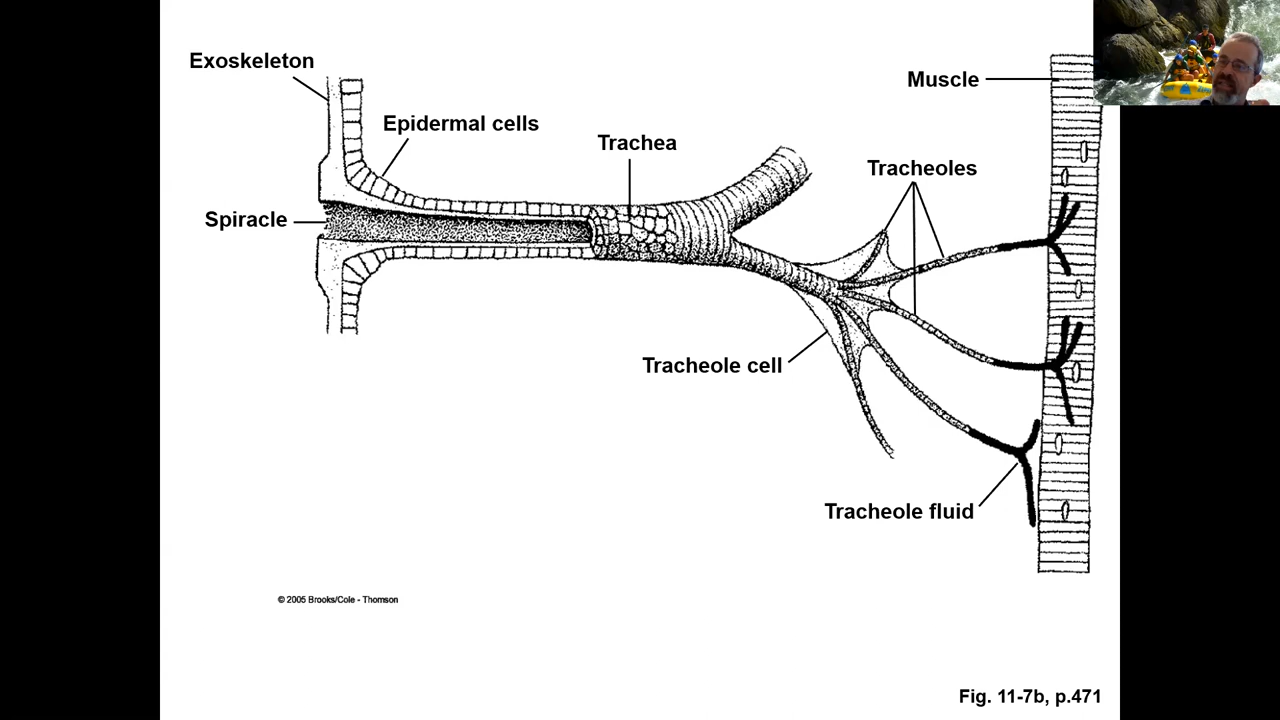 Exoskeleton
Muscle
Epidermal cells
Trachea
Tracheoles
Spiracle
Tracheole cell
Tracheole fluid
© 2005 Brooks/Cole - Thomson
Fig. 11-7b, p.471